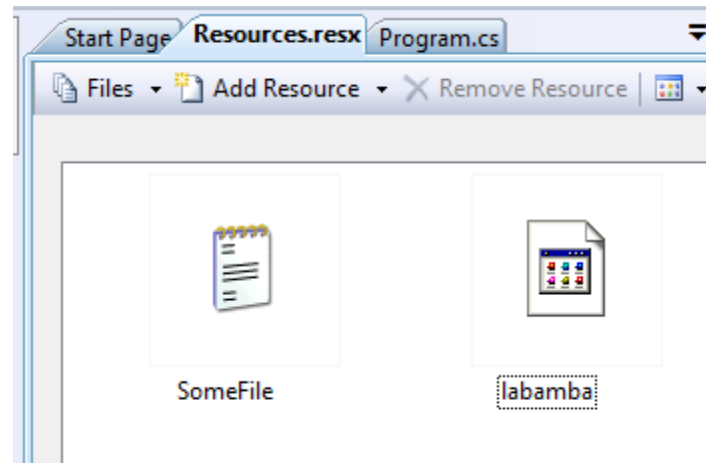 Start Page Resources.resx Program.cs
Files Add Resource Remove Resource
SomeFile labamba